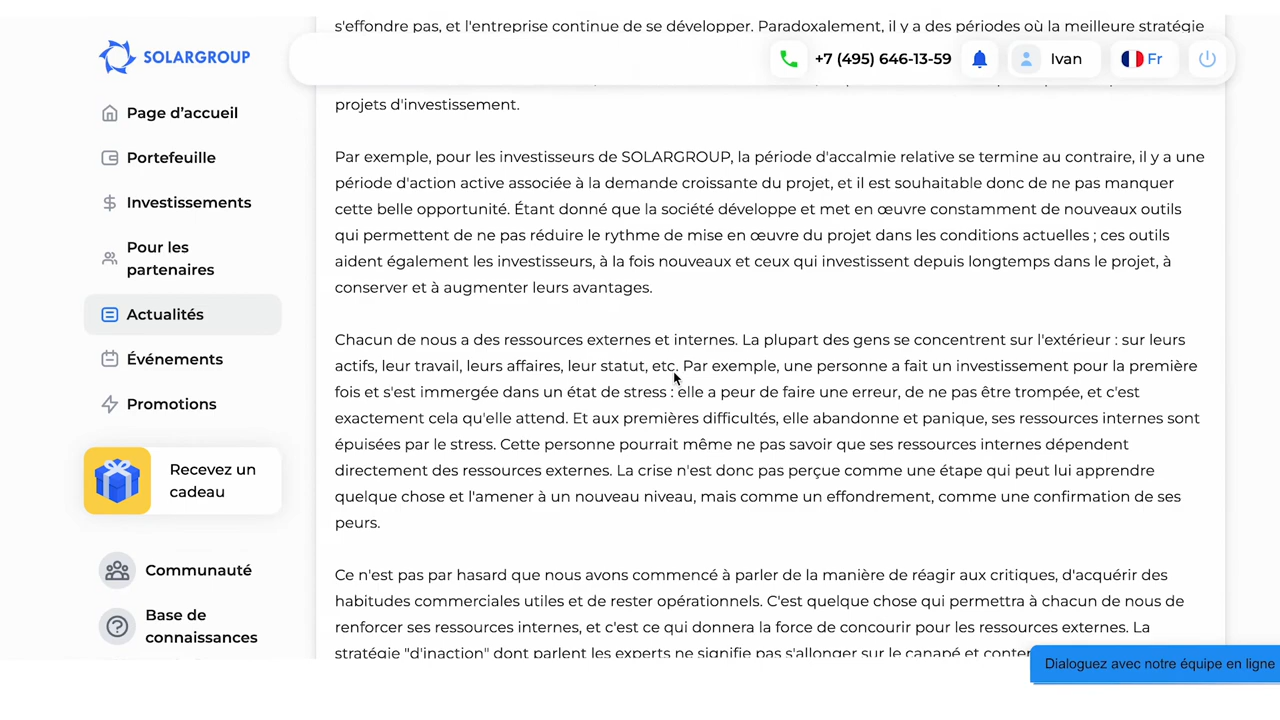 SOLARGROUP
Page d’accueil
Portefeuille
Investissements
Pour les
partenaires
Actualités
Événements
Promotions
Recevez un
cadeau
Communauté
Base de
connaissances
+7 (495) 646-13-59
Ivan
Fr
s'effondre pas, et l'entreprise continue de se développer. Paradoxalement, il y a des périodes où la meilleure stratégie
projets d'investissement.
Par exemple, pour les investisseurs de SOLARGROUP, la période d'accalmie relative se termine au contraire, il y a une
période d'action active associée à la demande croissante du projet, et il est souhaitable donc de ne pas manquer
cette belle opportunité. Étant donné que la société développe et met en œuvre constamment de nouveaux outils
qui permettent de ne pas réduire le rythme de mise en œuvre du projet dans les conditions actuelles ; ces outils
aident également les investisseurs, à la fois nouveaux et ceux qui investissent depuis longtemps dans le projet, à
conserver et à augmenter leurs avantages.
Chacun de nous a des ressources externes et internes. La plupart des gens se concentrent sur l'extérieur : sur leurs
actifs, leur travail, leurs affaires, leur statut, etc. Par exemple, une personne a fait un investissement pour la première
fois et s'est immergée dans un état de stress : elle a peur de faire une erreur, de ne pas être trompée, et c'est
exactement cela qu'elle attend. Et aux premières difficultés, elle abandonne et panique, ses ressources internes sont
épuisées par le stress. Cette personne pourrait même ne pas savoir que ses ressources internes dépendent
directement des ressources externes. La crise n'est donc pas perçue comme une étape qui peut lui apprendre
quelque chose et l'amener à un nouveau niveau, mais comme un effondrement, comme une confirmation de ses
peurs.
Ce n'est pas par hasard que nous avons commencé à parler de la manière de réagir aux critiques, d'acquérir des
habitudes commerciales utiles et de rester opérationnels. C'est quelque chose qui permettra à chacun de nous de
renforcer ses ressources internes, et c'est ce qui donnera la force de concourir pour les ressources externes. La
stratégie "d'inaction" dont parlent les experts ne signifie pas s'allonger sur le canapé et
Dialoguez avec notre équipe en ligne